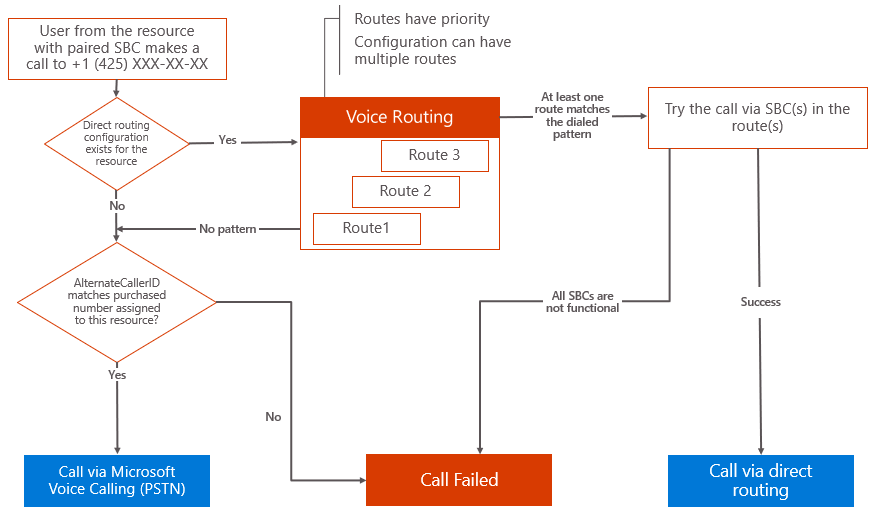 User from the resource
with paired SBC makes a
call to +1 (425) XXX-XX-XX
Routes have priority
Configuration can have
multiple routes
Direct routing
configuration
exists for the
resource
Yes
Voice Routing
Route 3
Route 2
Route1
At least one
route matches
the dialed
pattern
Try the call via SBC(s) in the
route(s)
No
No pattern
AlternateCallerID
matches purchased
number assigned
to this resource?
All SBCs are
not functional
Success
Yes
No
Call via Microsoft
Voice Calling (PSTN)
Call Failed
Call via direct
routing